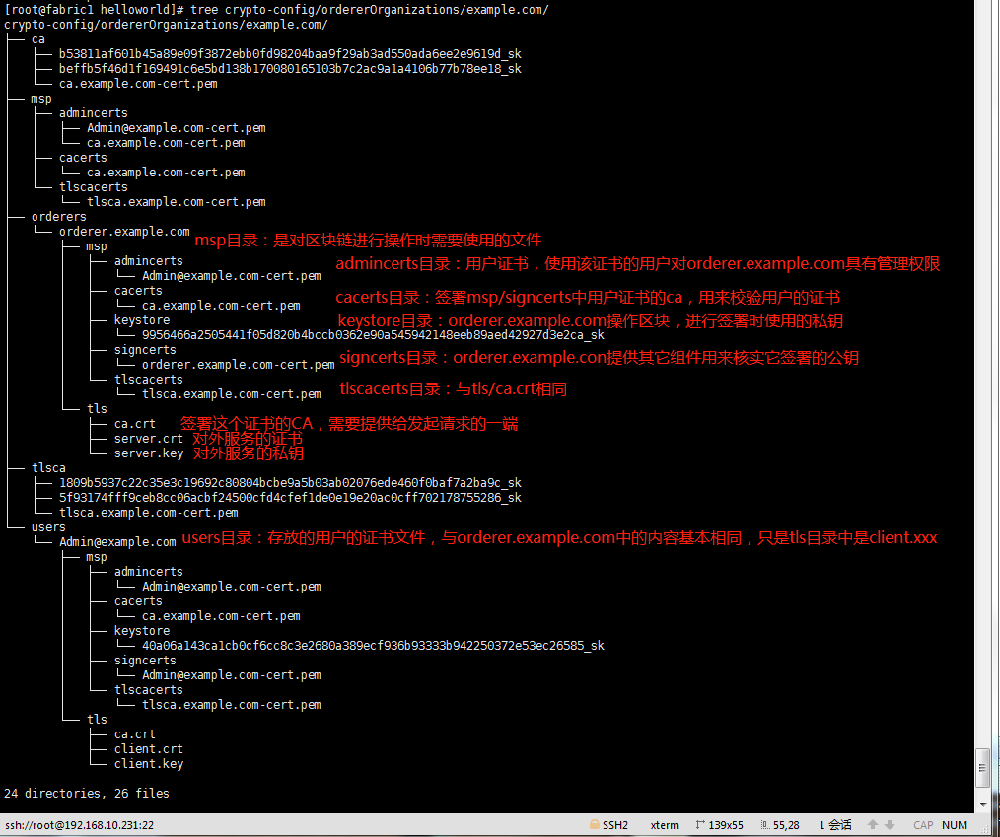 [root@fabric1 helloworld]# tree crypto-config/ordererOrganizations/example.com/
crypto-config/ordererOrganizations/example.com/
├── ca
│   ├── b53811af601b45a89e09f3872ebb0fd98204baa9f29ab3ad550ada6ee2e9619d_sk
│   ├── beffb5f46d1f169491c6e5bd138b170080165103b7c2ac9a1a4106b77b78ee18_sk
│   └── ca.example.com-cert.pem
├── msp
│   ├── admincerts
│   │   ├── Admin@example.com-cert.pem
│   │   └── ca.example.com-cert.pem
│   ├── cacerts
│   │   └── ca.example.com-cert.pem
│   └── tlscacerts
│       └── tlsca.example.com-cert.pem
├── orderers
│   └── orderer.example.com
msp目录：是对区块链进行操作时需要使用的文件
│       ├── msp
│       │   ├── admincerts
admincerts目录：用户证书，使用该证书的用户对orderer.example.com具有管理权限
│       │   │   └── Admin@example.com-cert.pem
│       │   ├── cacerts
cacerts目录：签署msp/signcerts中用户证书的ca，用来校验用户的证书
│       │   │   └── ca.example.com-cert.pem
│       │   ├── keystore
keystore目录：orderer.example.com操作区块，进行签署时使用的私钥
│       │   │   └── 9956466a2505441f05d820b4bccb0362e90a545942148eeb89aed42927d3e2ca_sk
│       │   ├── signcerts
signcerts目录：orderer.example.con提供其它组件用来核实它签署的公钥
│       │   │   └── orderer.example.com-cert.pem
│       │   └── tlscacerts
tlscacerts目录：与tls/ca.crt相同
│       │       └── tlsca.example.com-cert.pem
│       └── tls
│           ├── ca.crt 签署这个证书的CA，需要提供给发起请求的一端
│           ├── server.crt 对外服务的证书
│           └── server.key 对外服务的私钥
├── tlsca
│   ├── 1809b5937c22c35e3c19692c80804bcbe9a5b03ab02076ede460f0baf7a2ba9c_sk
│   ├── 5f93174fff9ceb8cc06acbf24500cfd4cfef1de0e19e20ac0cff702178755286_sk
│   └── tlsca.example.com-cert.pem
└── users
    └── Admin@example.com users目录：存放的用户的证书文件，与orderer.example.com中的内容基本相同，只是tls目录中是client.xxx
        ├── msp
        │   ├── admincerts
        │   │   └── Admin@example.com-cert.pem
        │   ├── cacerts
        │   │   └── ca.example.com-cert.pem
        │   ├── keystore
        │   │   └── 40a06a143ca1cb0cf6cc8c3e2680a389ecf936b93333b942250372e53ec26585_sk
        │   ├── signcerts
        │   │   └── Admin@example.com-cert.pem
        │   └── tlscacerts
        │       └── tlsca.example.com-cert.pem
        └── tls
            ├── ca.crt
            ├── client.crt
            └── client.key
24 directories, 26 files
ssh://root@192.168.10.231:22 SSH2 xterm 139x55 55,28 1 会话 CAP NUM